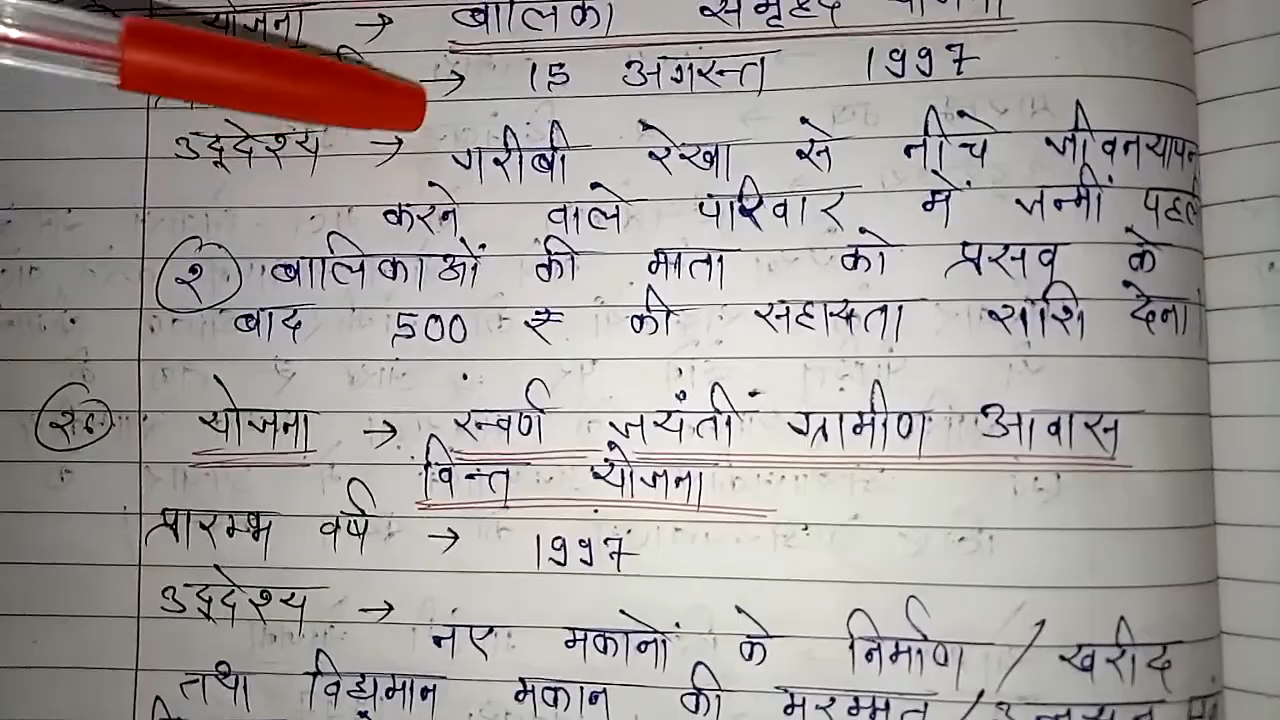 योजना → बालिका समृद्ध योजना
→ 15 अगस्त 1997
उद्देश्य → गरीबी रेखा से नीचे जीवनयापन
करने वाले परिवार में जन्मीं पहली
२ बालिकाओं की माता को प्रसव के
बाद 500 ₹ की सहायता राशि देना
योजना → स्वर्ण जयंती ग्रामीण आवास
वित्त योजना
प्रारम्भ वर्ष → 1997
उद्देश्य →
नए मकानों के निर्माण / खरीद
तथा विद्यमान मकान की मरम्मत /